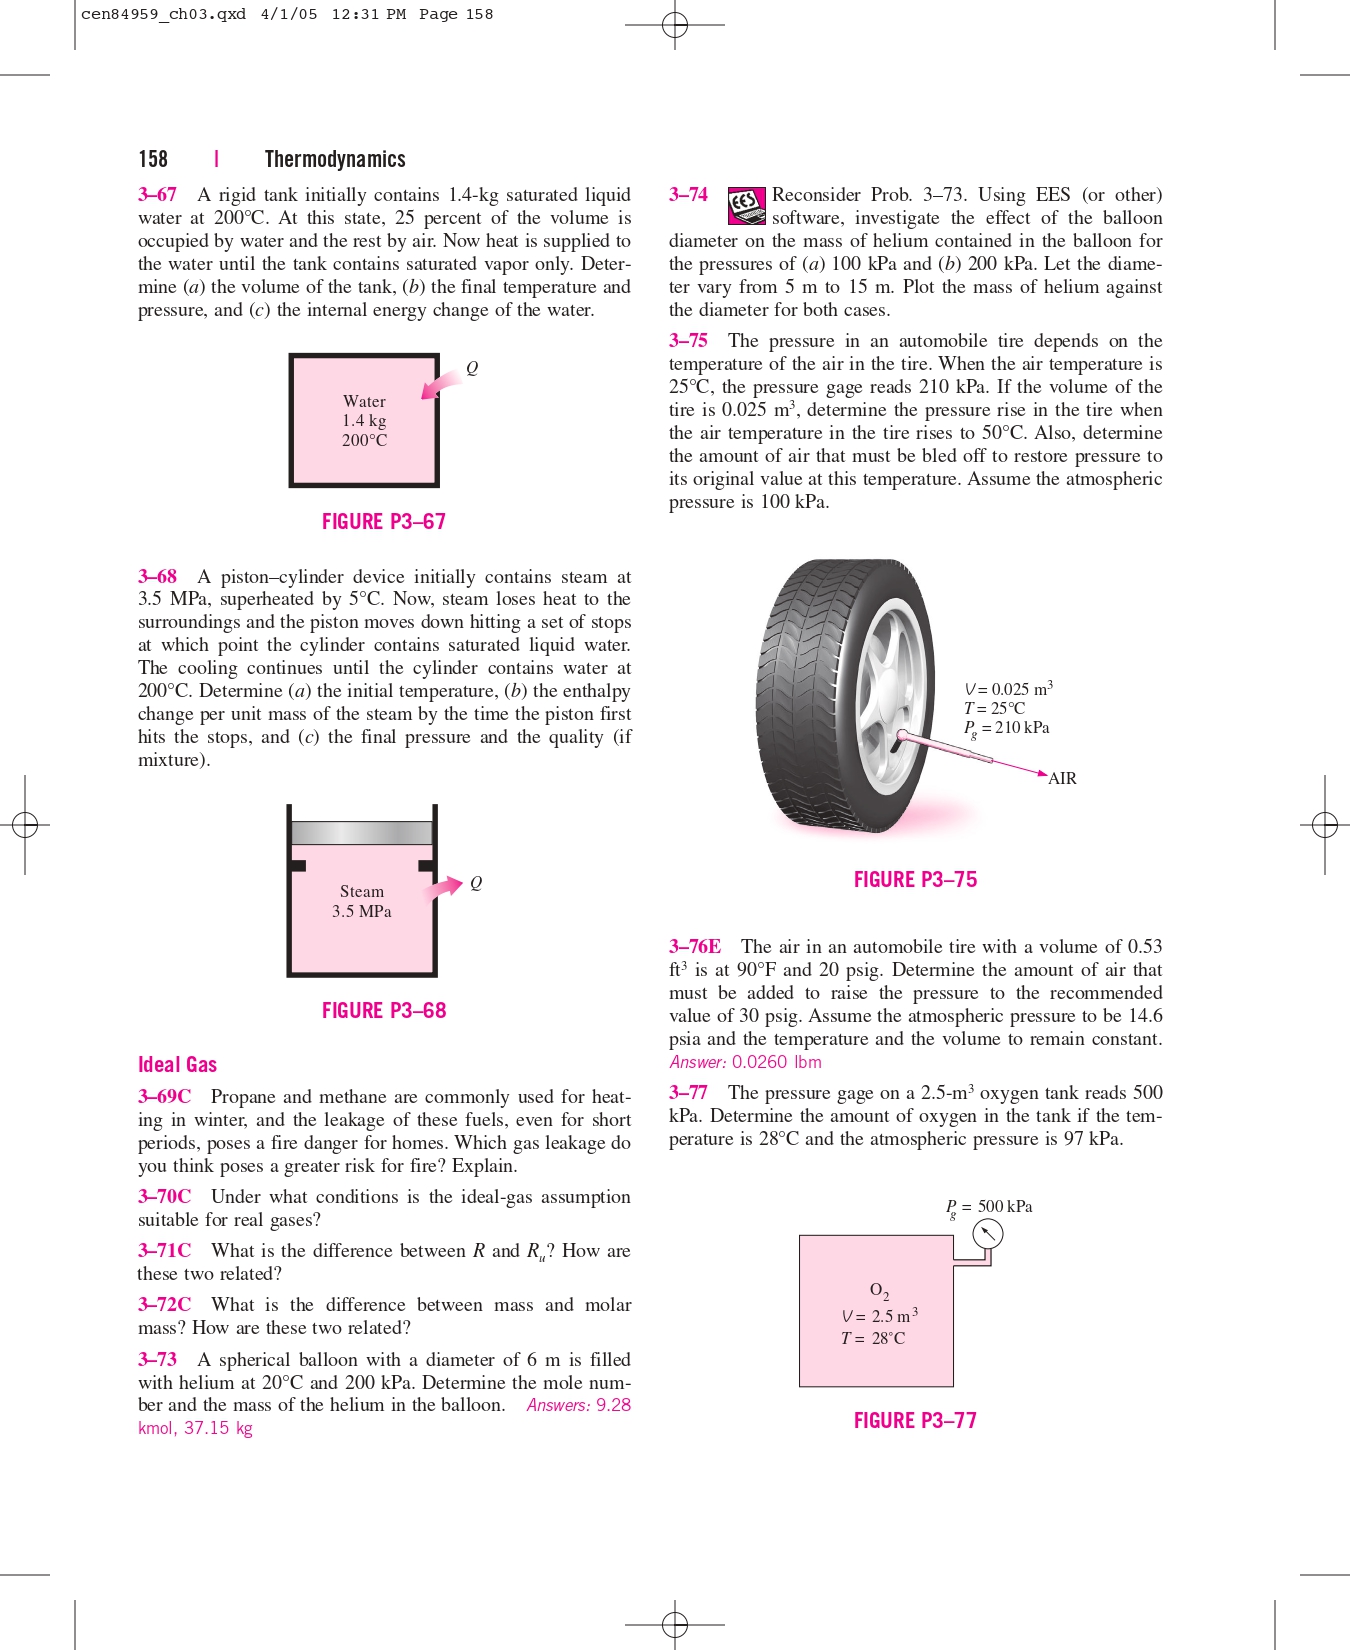 cen84959_ch03.qxd 4/1/05 12:31 PM Page 158
158 | Thermodynamics
3–67 A rigid tank initially contains 1.4-kg saturated liquid
water at 200°C. At this state, 25 percent of the volume is
occupied by water and the rest by air. Now heat is supplied to
the water until the tank contains saturated vapor only. Deter-
mine (a) the volume of the tank, (b) the final temperature and
pressure, and (c) the internal energy change of the water.
Q
Water
1.4 kg
200°C
FIGURE P3–67
3–68 A piston–cylinder device initially contains steam at
3.5 MPa, superheated by 5°C. Now, steam loses heat to the
surroundings and the piston moves down hitting a set of stops
at which point the cylinder contains saturated liquid water.
The cooling continues until the cylinder contains water at
200°C. Determine (a) the initial temperature, (b) the enthalpy
change per unit mass of the steam by the time the piston first
hits the stops, and (c) the final pressure and the quality (if
mixture).
Steam
3.5 MPa
Q
FIGURE P3–68
Ideal Gas
3–69C Propane and methane are commonly used for heat-
ing in winter, and the leakage of these fuels, even for short
periods, poses a fire danger for homes. Which gas leakage do
you think poses a greater risk for fire? Explain.
3–70C Under what conditions is the ideal-gas assumption
suitable for real gases?
3–71C What is the difference between R and Rᵤ? How are
these two related?
3–72C What is the difference between mass and molar
mass? How are these two related?
3–73 A spherical balloon with a diameter of 6 m is filled
with helium at 20°C and 200 kPa. Determine the mole num-
ber and the mass of the helium in the balloon. Answers: 9.28
kmol, 37.15 kg
3–74 EES Reconsider Prob. 3–73. Using EES (or other)
software, investigate the effect of the balloon
diameter on the mass of helium contained in the balloon for
the pressures of (a) 100 kPa and (b) 200 kPa. Let the diame-
ter vary from 5 m to 15 m. Plot the mass of helium against
the diameter for both cases.
3–75 The pressure in an automobile tire depends on the
temperature of the air in the tire. When the air temperature is
25°C, the pressure gage reads 210 kPa. If the volume of the
tire is 0.025 m³, determine the pressure rise in the tire when
the air temperature in the tire rises to 50°C. Also, determine
the amount of air that must be bled off to restore pressure to
its original value at this temperature. Assume the atmospheric
pressure is 100 kPa.
V = 0.025 m³
T = 25°C
Pg = 210 kPa
AIR
FIGURE P3–75
3–76E The air in an automobile tire with a volume of 0.53
ft³ is at 90°F and 20 psig. Determine the amount of air that
must be added to raise the pressure to the recommended
value of 30 psig. Assume the atmospheric pressure to be 14.6
psia and the temperature and the volume to remain constant.
Answer: 0.0260 lbm
3–77 The pressure gage on a 2.5-m³ oxygen tank reads 500
kPa. Determine the amount of oxygen in the tank if the tem-
perature is 28°C and the atmospheric pressure is 97 kPa.
Pg = 500 kPa
O₂
V = 2.5 m³
T = 28°C
FIGURE P3–77